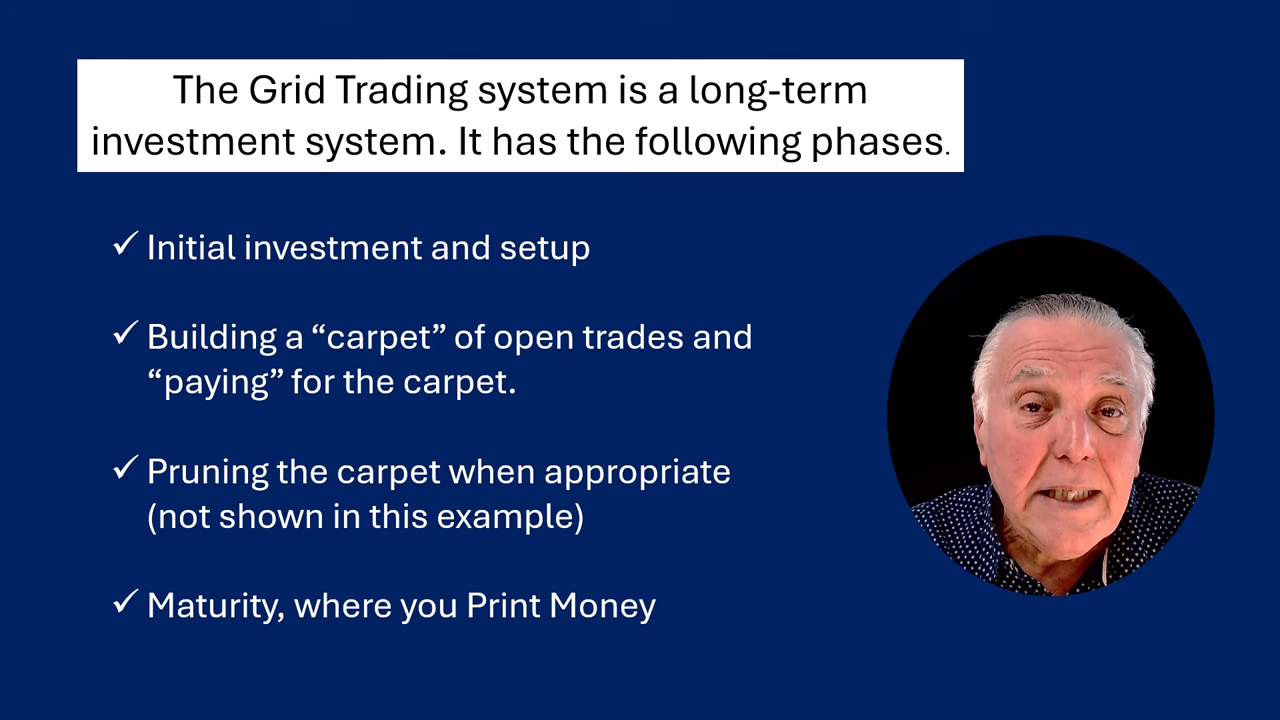 The Grid Trading system is a long-term
investment system. It has the following phases.
✓ Initial investment and setup
✓ Building a “carpet” of open trades and
“paying” for the carpet.
✓ Pruning the carpet when appropriate
(not shown in this example)
✓ Maturity, where you Print Money